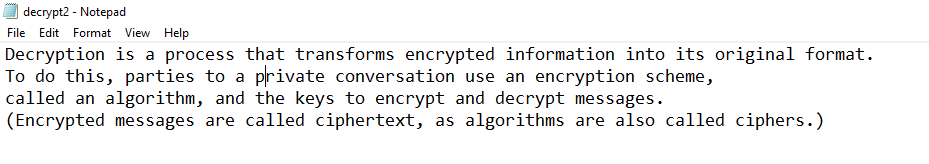 decrypt2 - Notepad
File Edit Format View Help
Decryption is a process that transforms encrypted information into its original format.
To do this, parties to a private conversation use an encryption scheme,
called an algorithm, and the keys to encrypt and decrypt messages.
(Encrypted messages are called ciphertext, as algorithms are also called ciphers.)